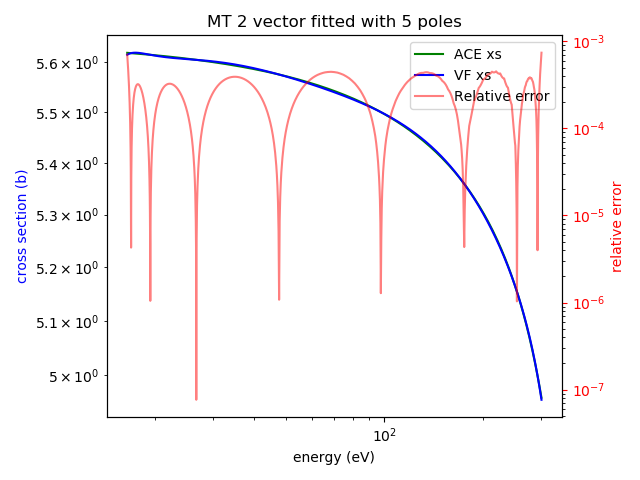 MT 2 vector fitted with 5 poles
ACE xs
VF xs
Relative error
5.6 × 10⁰
5.5 × 10⁰
5.4 × 10⁰
5.3 × 10⁰
5.2 × 10⁰
5.1 × 10⁰
5 × 10⁰
cross section (b)
10⁻³
10⁻⁴
10⁻⁵
10⁻⁶
10⁻⁷
relative error
10²
energy (eV)